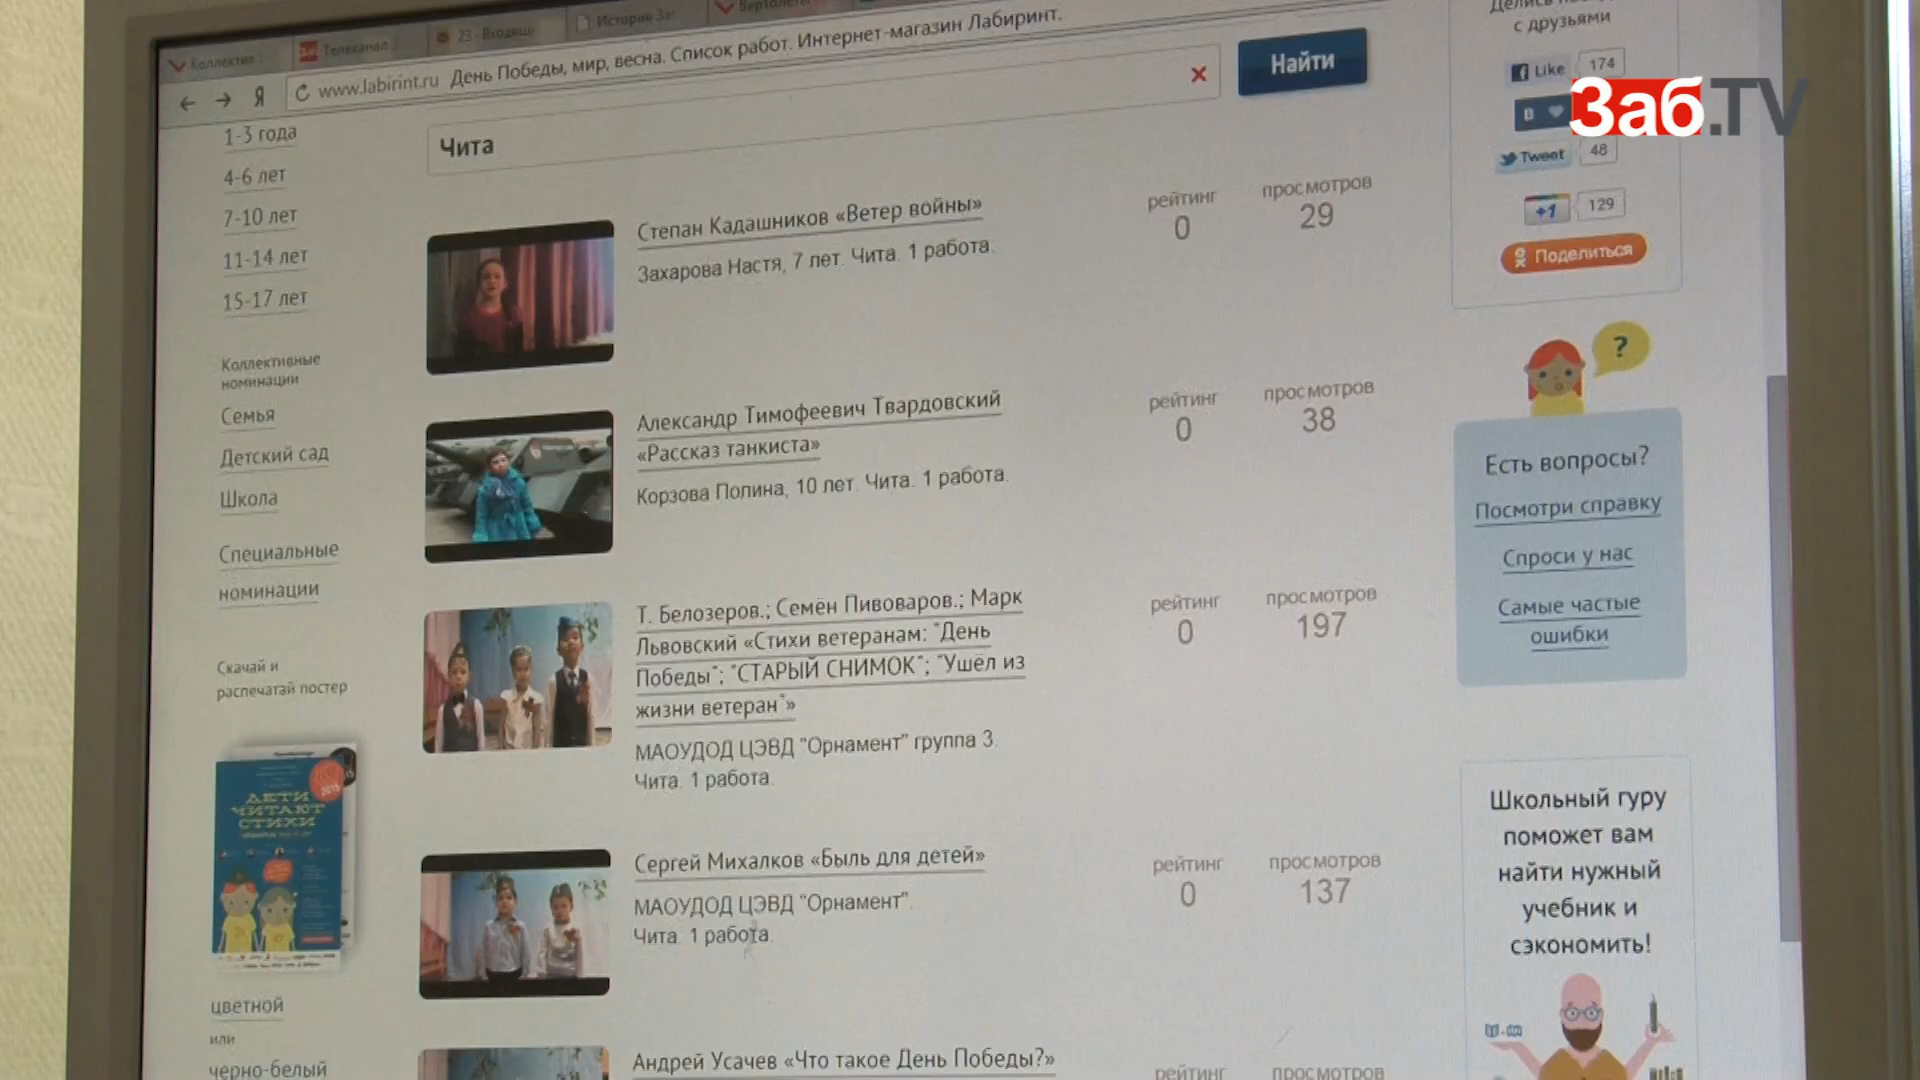 Коллектив
Телеканал
23 · Входящи
История За
Вертолеты
www.labirint.ru День Победы, мир, весна. Список работ. Интернет-магазин Лабиринт.
Найти
Чита
1-3 года
4-6 лет
7-10 лет
11-14 лет
15-17 лет
Коллективные
номинации
Семья
Детский сад
Школа
Специальные
номинации
Скачай и
распечатай постер
ДЕТИ
ЧИТАЮТ
СТИХИ
2015
цветной
или
черно-белый
Степан Кадашников «Ветер войны»
Захарова Настя, 7 лет. Чита. 1 работа.
рейтинг
0
просмотров
29
Александр Тимофеевич Твардовский
«Рассказ танкиста»
Корзова Полина, 10 лет. Чита. 1 работа.
рейтинг
0
просмотров
38
Т. Белозеров.; Семён Пивоваров.; Марк
Львовский «Стихи ветеранам: "День
Победы"; "СТАРЫЙ СНИМОК"; "Ушёл из
жизни ветеран"»
МАОУДОД ЦЭВД "Орнамент" группа 3.
Чита. 1 работа.
рейтинг
0
просмотров
197
Сергей Михалков «Быль для детей»
МАОУДОД ЦЭВД "Орнамент".
Чита. 1 работа.
рейтинг
0
просмотров
137
Андрей Усачев «Что такое День Победы?»
рейтинг
просмотров
с друзьями
Like 174
В
Tweet 48
+1 129
Поделиться
Заб.TV
?
Есть вопросы?
Посмотри справку
Спроси у нас
Самые частые
ошибки
Школьный гуру
поможет вам
найти нужный
учебник и
сэкономить!